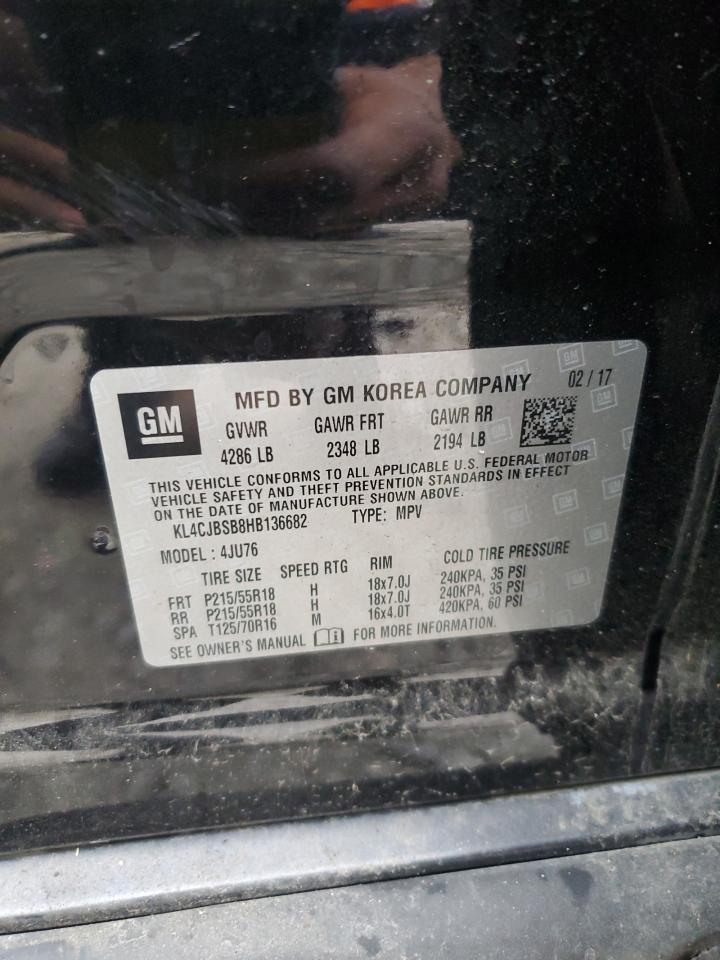 GM
MFD BY GM KOREA COMPANY 02 / 17
GVWR GAWR FRT GAWR RR
4286 LB 2348 LB 2194 LB
THIS VEHICLE CONFORMS TO ALL APPLICABLE U.S. FEDERAL MOTOR
VEHICLE SAFETY AND THEFT PREVENTION STANDARDS IN EFFECT
ON THE DATE OF MANUFACTURE SHOWN ABOVE.
KL4CJBSB8HB136682 TYPE: MPV
MODEL : 4JU76
TIRE SIZE SPEED RTG RIM COLD TIRE PRESSURE
FRT P215/55R18 H 18x7.0J 240KPA, 35 PSI
RR P215/55R18 H 18x7.0J 240KPA, 35 PSI
SPA T125/70R16 M 16x4.0T 420KPA, 60 PSI
SEE OWNER'S MANUAL FOR MORE INFORMATION.